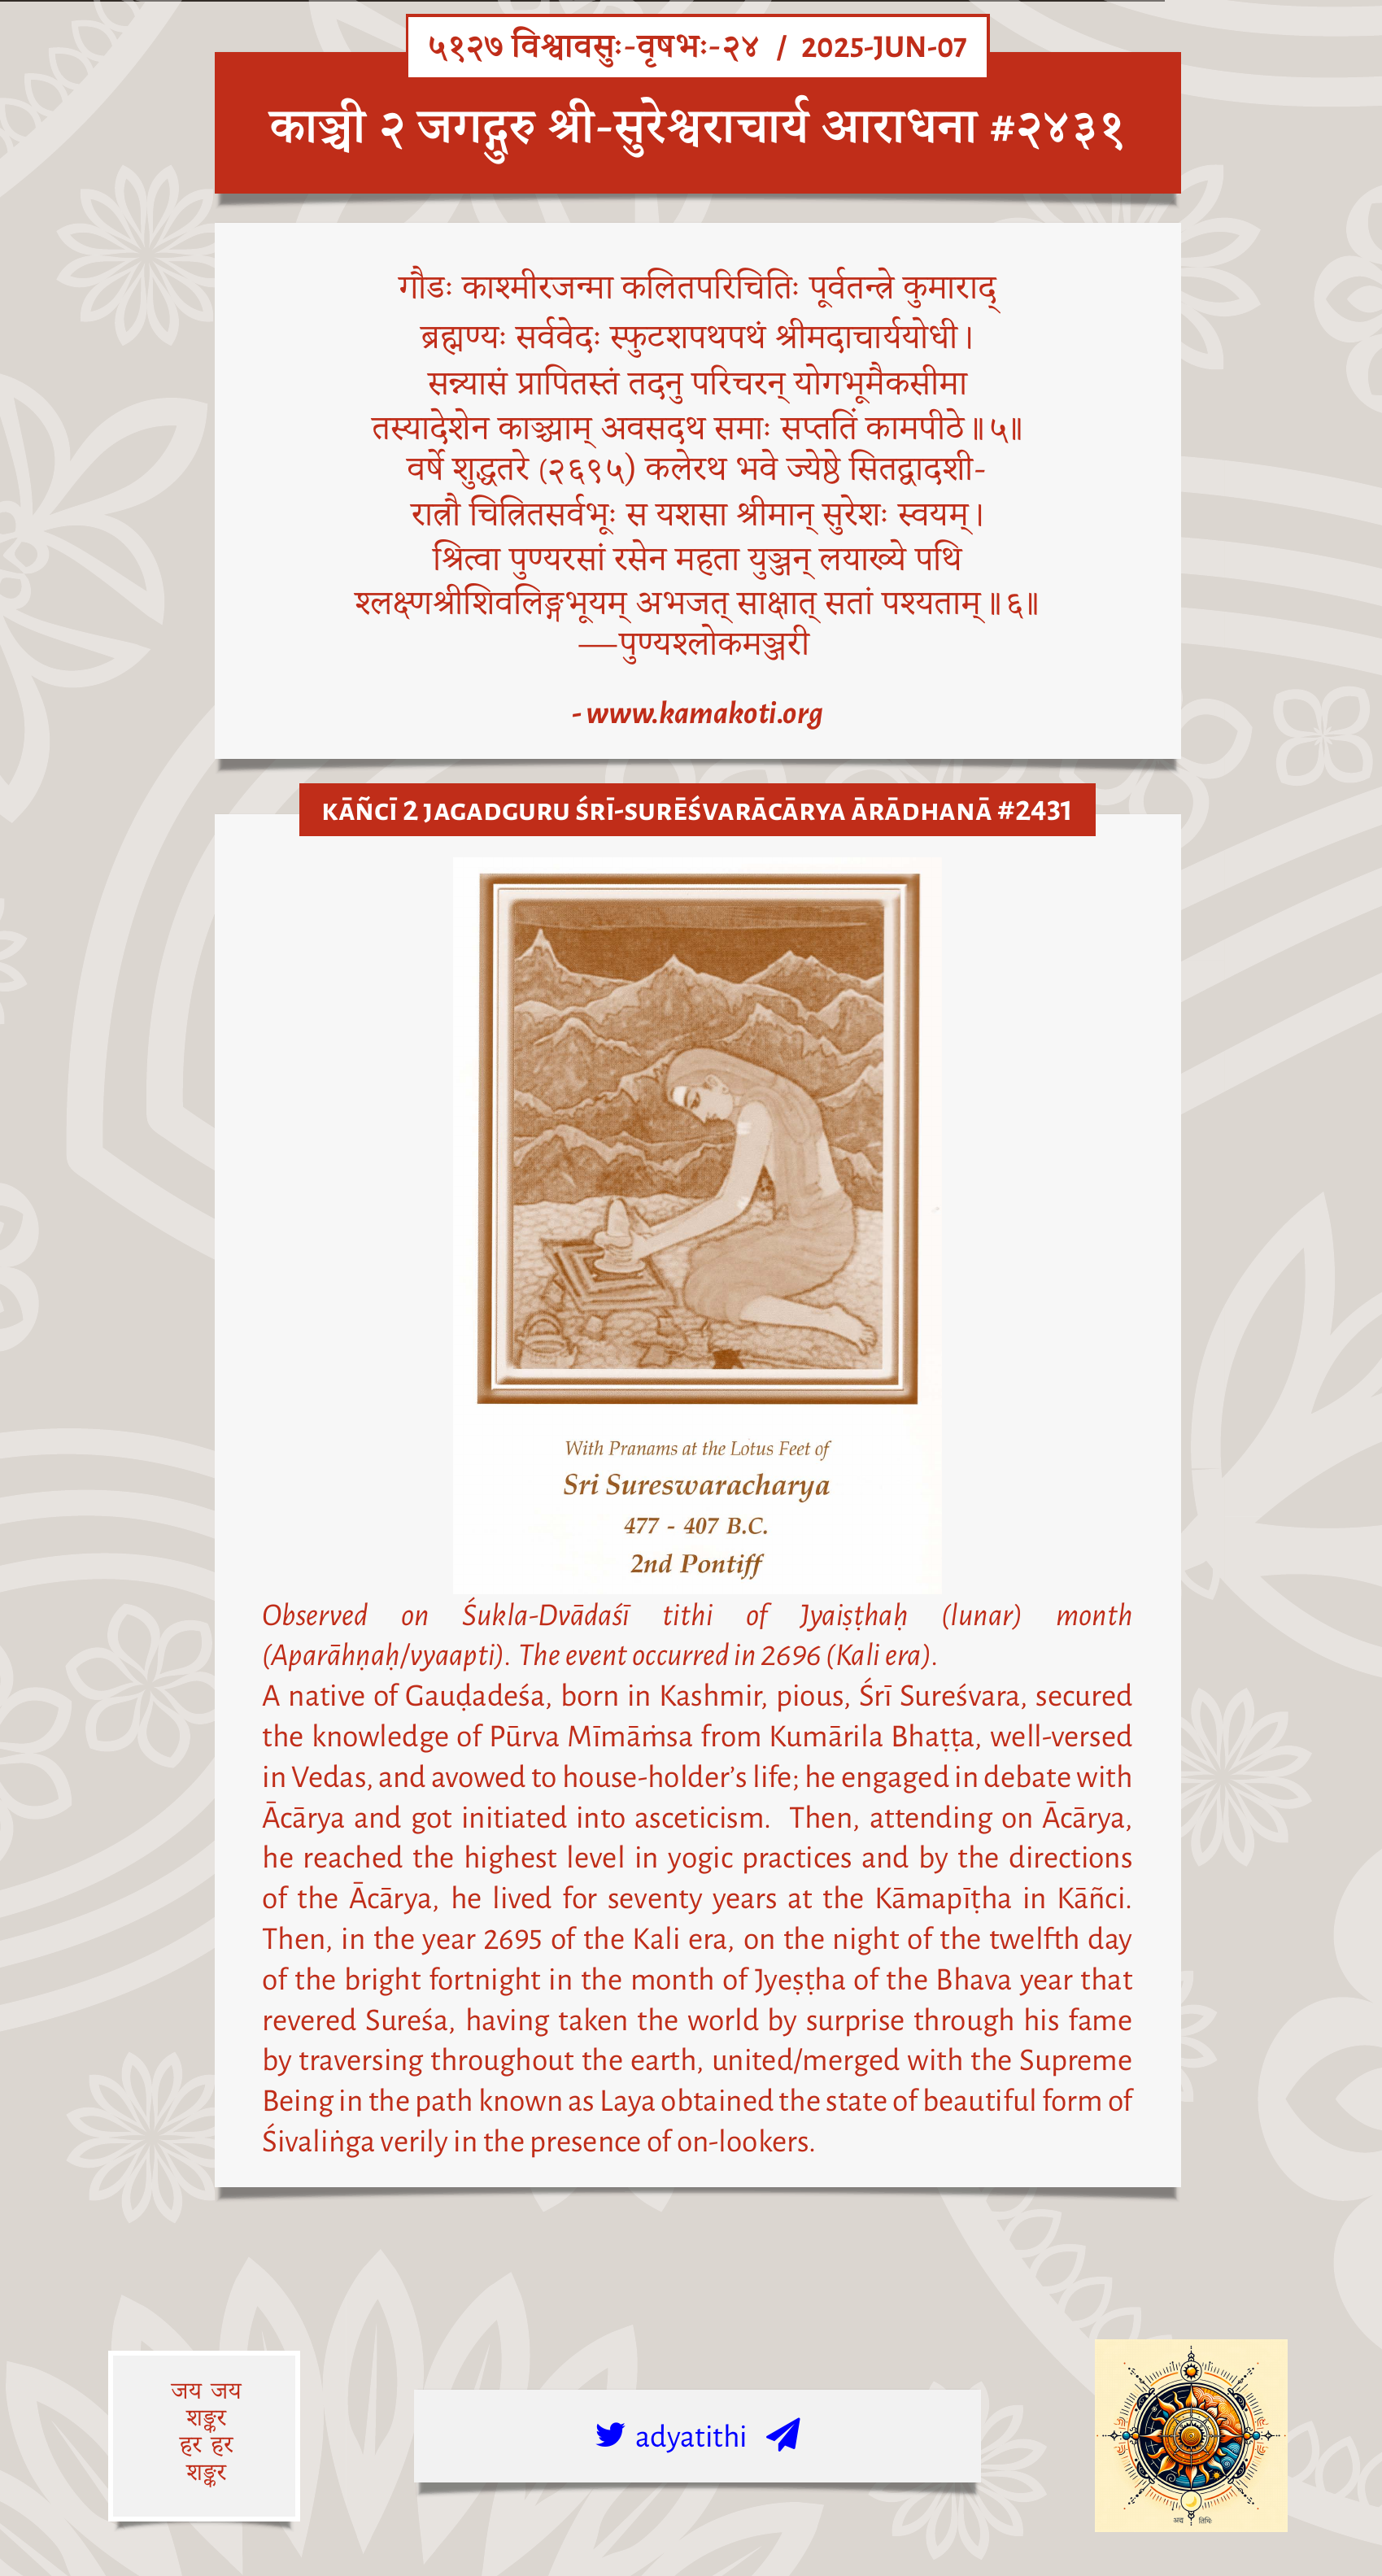 ५१२७ विश्वावसुः-वृषभः-२४ / 2025-JUN-07
काञ्ची २ जगद्गुरु श्री-सुरेश्वराचार्य आराधना #२४३१
गौडः काश्मीरजन्मा कलितपरिचितिः पूर्वतन्त्रे कुमाराद्
ब्रह्मण्यः सर्ववेदः स्फुटशपथपथं श्रीमदाचार्ययोधी।
सन्न्यासं प्रापितस्तं तदनु परिचरन् योगभूमैकसीमा
तस्यादेशेन काञ्च्याम् अवसदथ समाः सप्ततिं कामपीठे॥५॥
वर्षे शुद्धतरे (२६९५) कलेरथ भवे ज्येष्ठे सितद्वादशी-
रात्रौ चित्रितसर्वभूः स यशसा श्रीमान् सुरेशः स्वयम्।
श्रित्वा पुण्यरसां रसेन महता युञ्जन् लयाख्ये पथि
श्लक्ष्णश्रीशिवलिङ्गभूयम् अभजत् साक्षात् सतां पश्यताम्॥६॥
—पुण्यश्लोकमञ्जरी
- www.kamakoti.org
KĀÑCĪ 2 JAGADGURU ŚRĪ-SURĒŚVARĀCĀRYA ĀRĀDHANĀ #2431
With Pranams at the Lotus Feet of
Sri Sureswaracharya
477 - 407 B.C.
2nd Pontiff
Observed on Śukla-Dvādaśī tithi of Jyaiṣṭhaḥ (lunar) month
(Aparāhṇaḥ/vyaapti). The event occurred in 2696 (Kali era).
A native of Gauḍadeśa, born in Kashmir, pious, Śrī Sureśvara, secured
the knowledge of Pūrva Mīmāṁsa from Kumārila Bhaṭṭa, well-versed
in Vedas, and avowed to house-holder’s life; he engaged in debate with
Ācārya and got initiated into asceticism. Then, attending on Ācārya,
he reached the highest level in yogic practices and by the directions
of the Ācārya, he lived for seventy years at the Kāmapīṭha in Kāñci.
Then, in the year 2695 of the Kali era, on the night of the twelfth day
of the bright fortnight in the month of Jyeṣṭha of the Bhava year that
revered Sureśa, having taken the world by surprise through his fame
by traversing throughout the earth, united/merged with the Supreme
Being in the path known as Laya obtained the state of beautiful form of
Śivaliṅga verily in the presence of on-lookers.
जय जय
शङ्कर
हर हर
शङ्कर
adyatithi
अद्य तिथिः